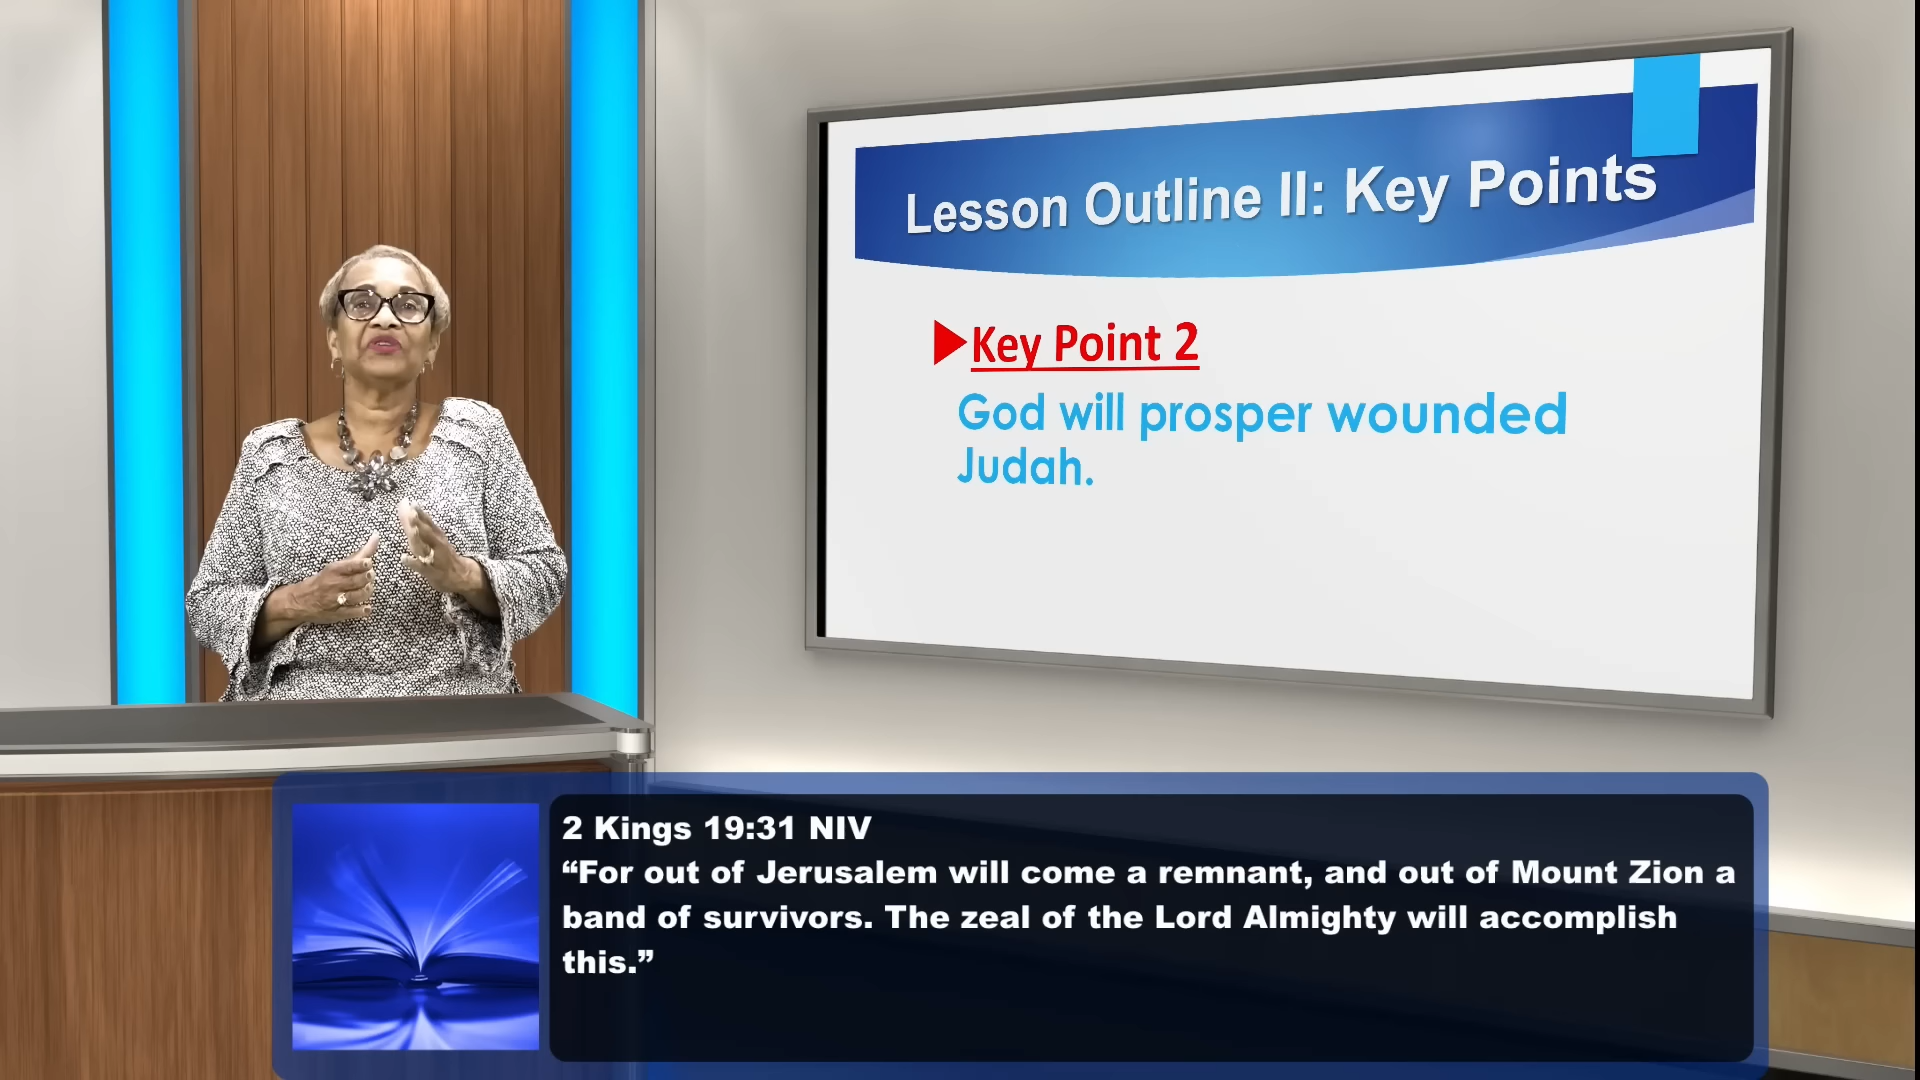 Lesson Outline II: Key Points
Key Point 2
God will prosper wounded
Judah.
2 Kings 19:31 NIV
“For out of Jerusalem will come a remnant, and out of Mount Zion a
band of survivors. The zeal of the Lord Almighty will accomplish
this.”